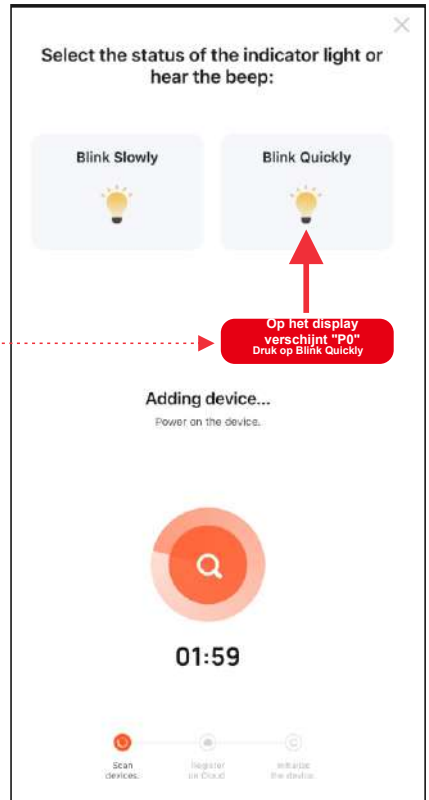 Select the status of the indicator light or
hear the beep:
Blink Slowly
Blink Quickly
Op het display
verschijnt "P0"
Druk op Blink Quickly
Adding device...
Power on the device.
01:59
Scan
devices.
Register
on Cloud
Initialize
the device.